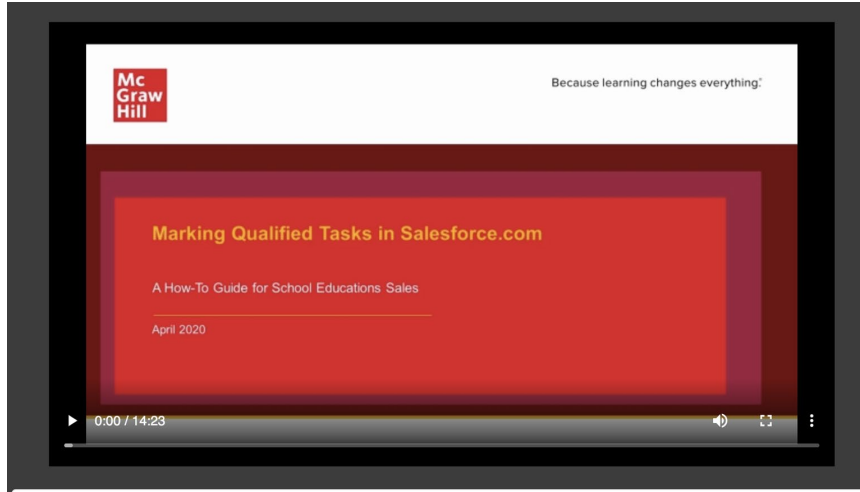 Mc
Graw
Hill
Because learning changes everything.®
Marking Qualified Tasks in Salesforce.com
A How-To Guide for School Educations Sales
April 2020
0:00 / 14:23